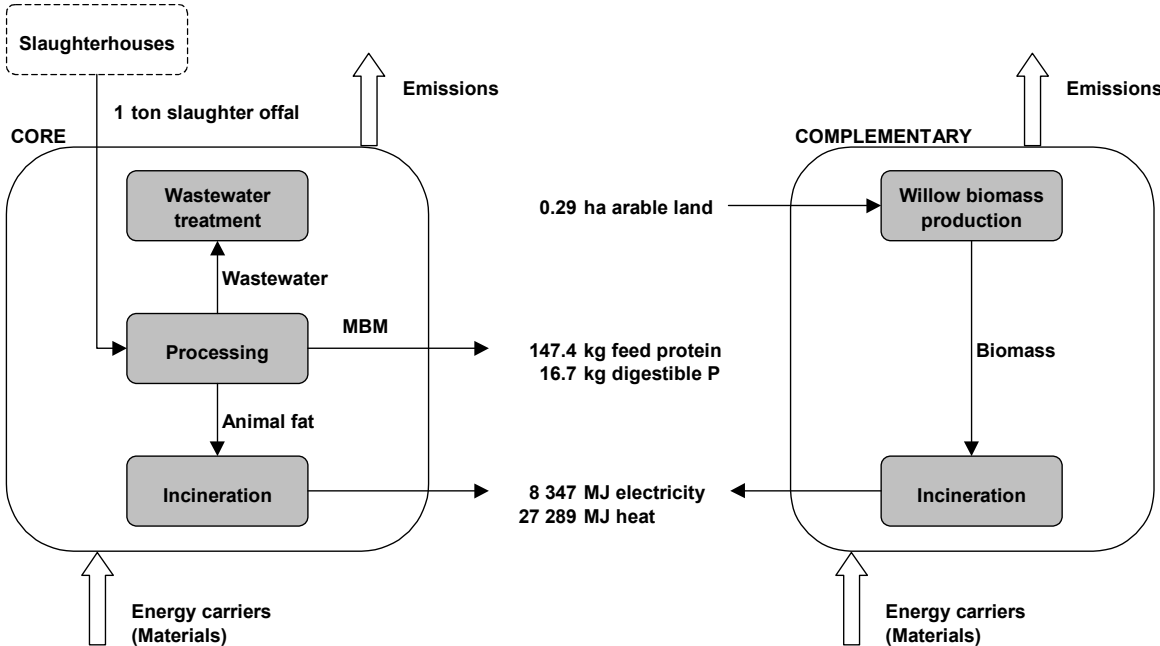 Slaughterhouses
Emissions
Emissions
1 ton slaughter offal
CORE
COMPLEMENTARY
Wastewater
treatment
0.29 ha arable land
Willow biomass
production
Wastewater
MBM
Processing
147.4 kg feed protein
16.7 kg digestible P
Biomass
Animal fat
Incineration
8 347 MJ electricity
27 289 MJ heat
Incineration
Energy carriers
(Materials)
Energy carriers
(Materials)